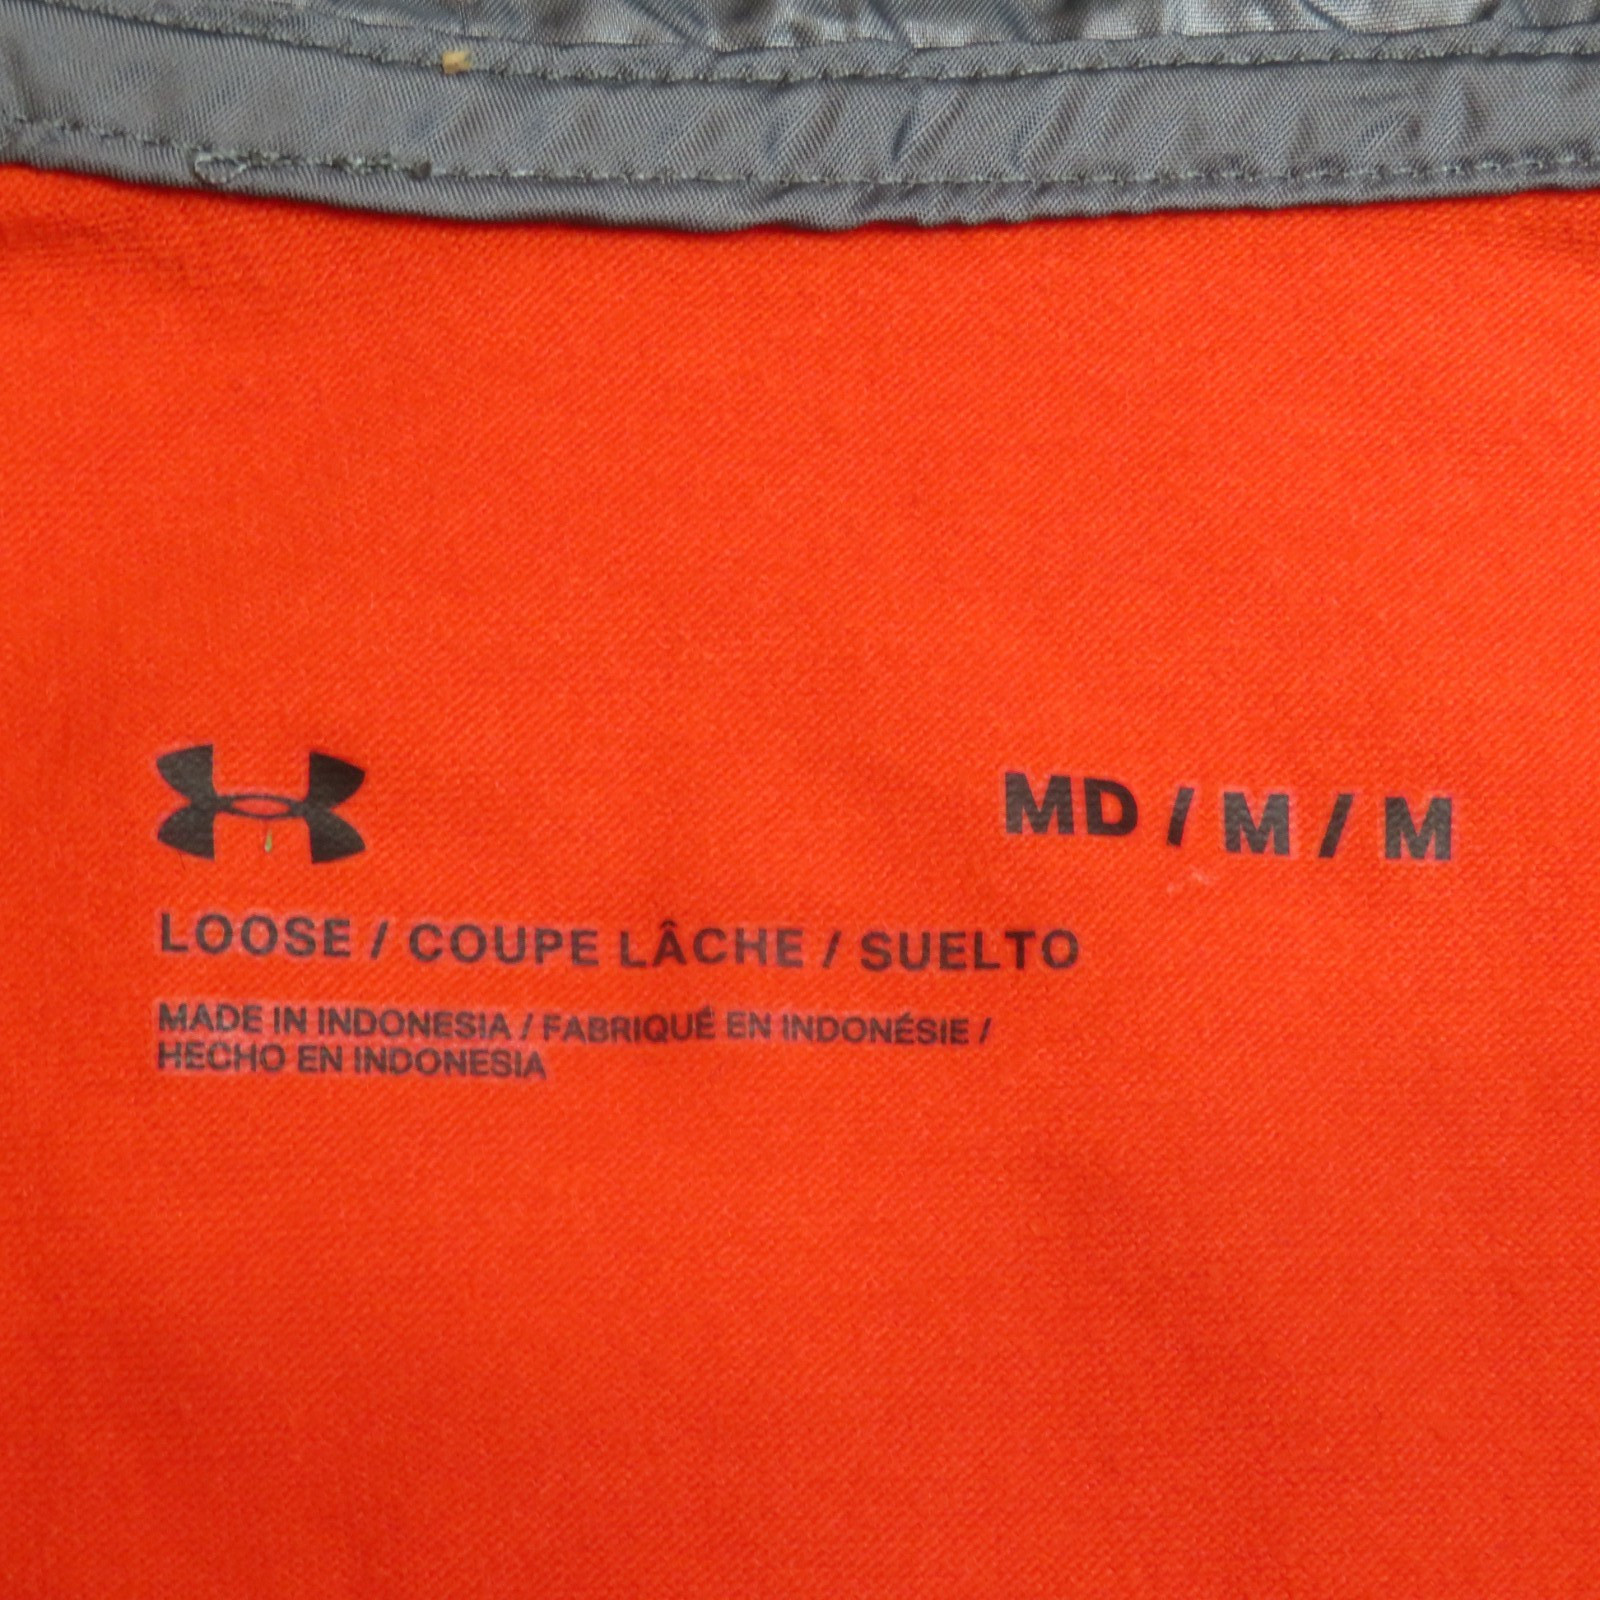 MD / M / M
LOOSE / COUPE LÂCHE / SUELTO
MADE IN INDONESIA / FABRIQUÉ EN INDONÉSIE /
HECHO EN INDONESIA